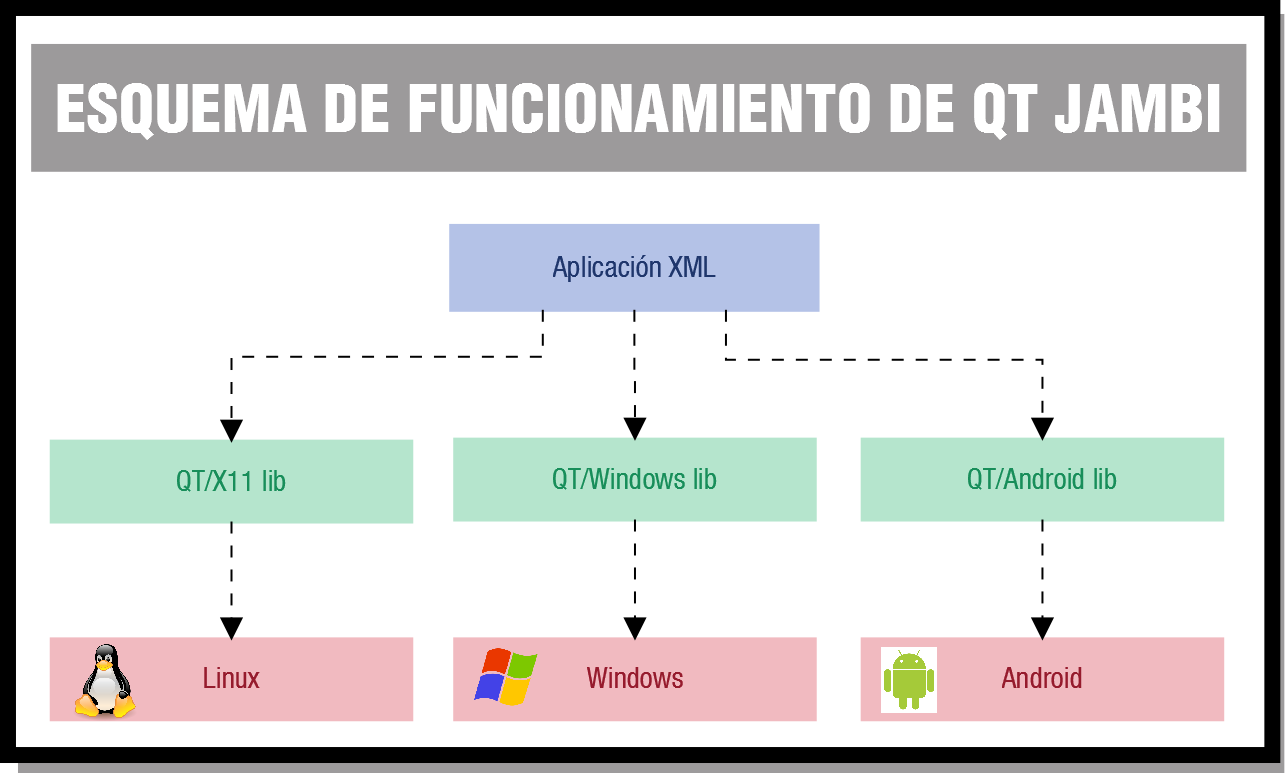 ESQUEMA DE FUNCIONAMIENTO DE QT JAMBI
Aplicación XML
QT/X11 lib
QT/Windows lib
QT/Android lib
Linux
Windows
Android